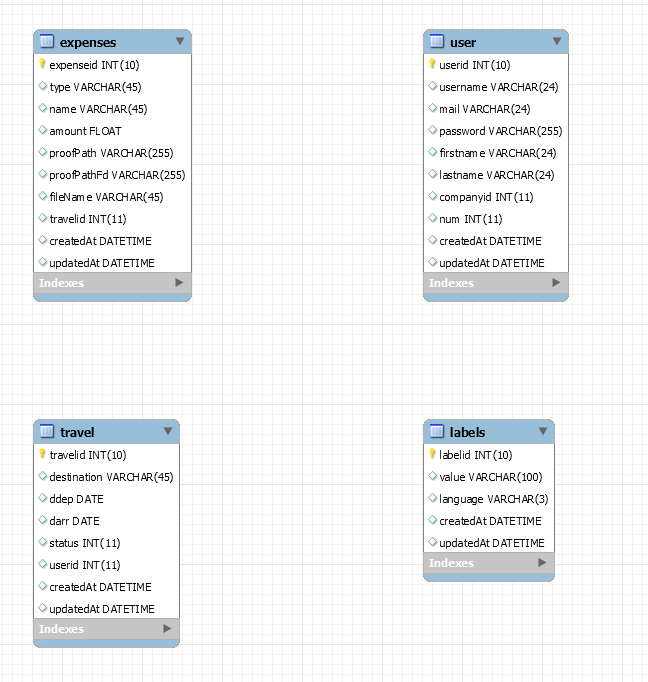 expenses
expenseid INT(10)
type VARCHAR(45)
name VARCHAR(45)
amount FLOAT
proofPath VARCHAR(255)
proofPathFd VARCHAR(255)
fileName VARCHAR(45)
travelid INT(11)
createdAt DATETIME
updatedAt DATETIME
Indexes
user
userid INT(10)
username VARCHAR(24)
mail VARCHAR(24)
password VARCHAR(255)
firstname VARCHAR(24)
lastname VARCHAR(24)
companyid INT(11)
num INT(11)
createdAt DATETIME
updatedAt DATETIME
Indexes
travel
travelid INT(10)
destination VARCHAR(45)
ddep DATE
darr DATE
status INT(11)
userid INT(11)
createdAt DATETIME
updatedAt DATETIME
Indexes
labels
labelid INT(10)
value VARCHAR(100)
language VARCHAR(3)
createdAt DATETIME
updatedAt DATETIME
Indexes